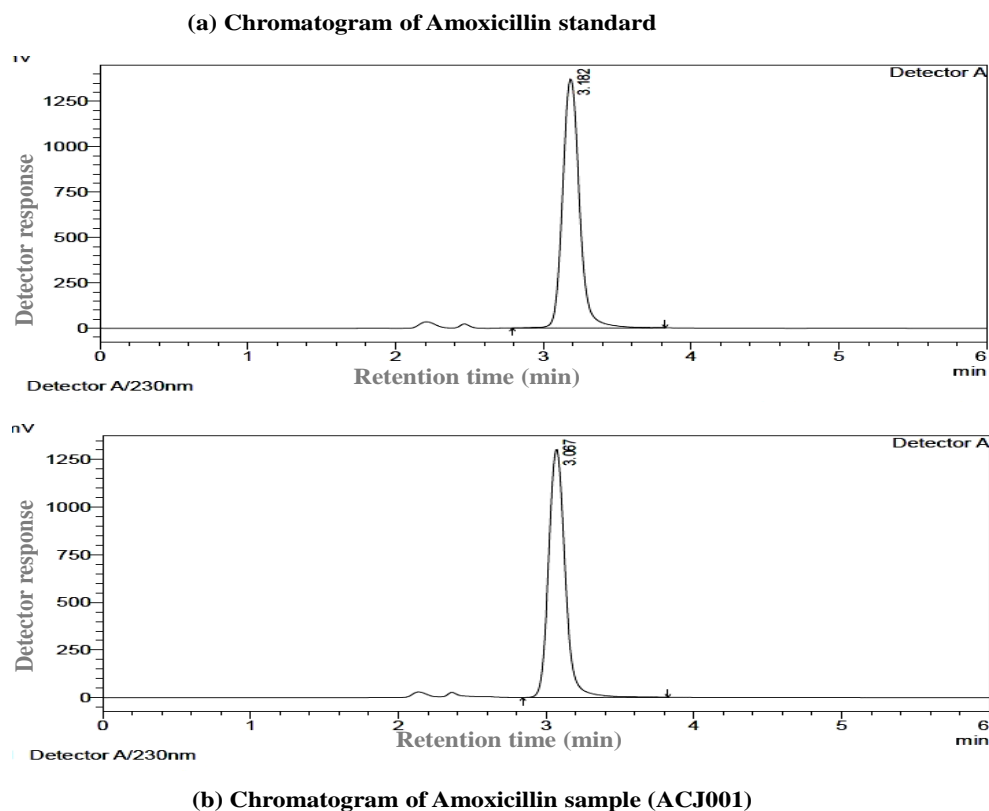 (a) Chromatogram of Amoxicillin standard
Detector A
3.182
1250
1000
750
500
250
0
Detector response
0 1 2 3 4 5 6
Retention time (min)
min
Detector A/230nm
mV
Detector A
3.067
1250
1000
750
500
250
0
Detector response
0 1 2 3 4 5 6
Retention time (min)
min
Detector A/230nm
(b) Chromatogram of Amoxicillin sample (ACJ001)